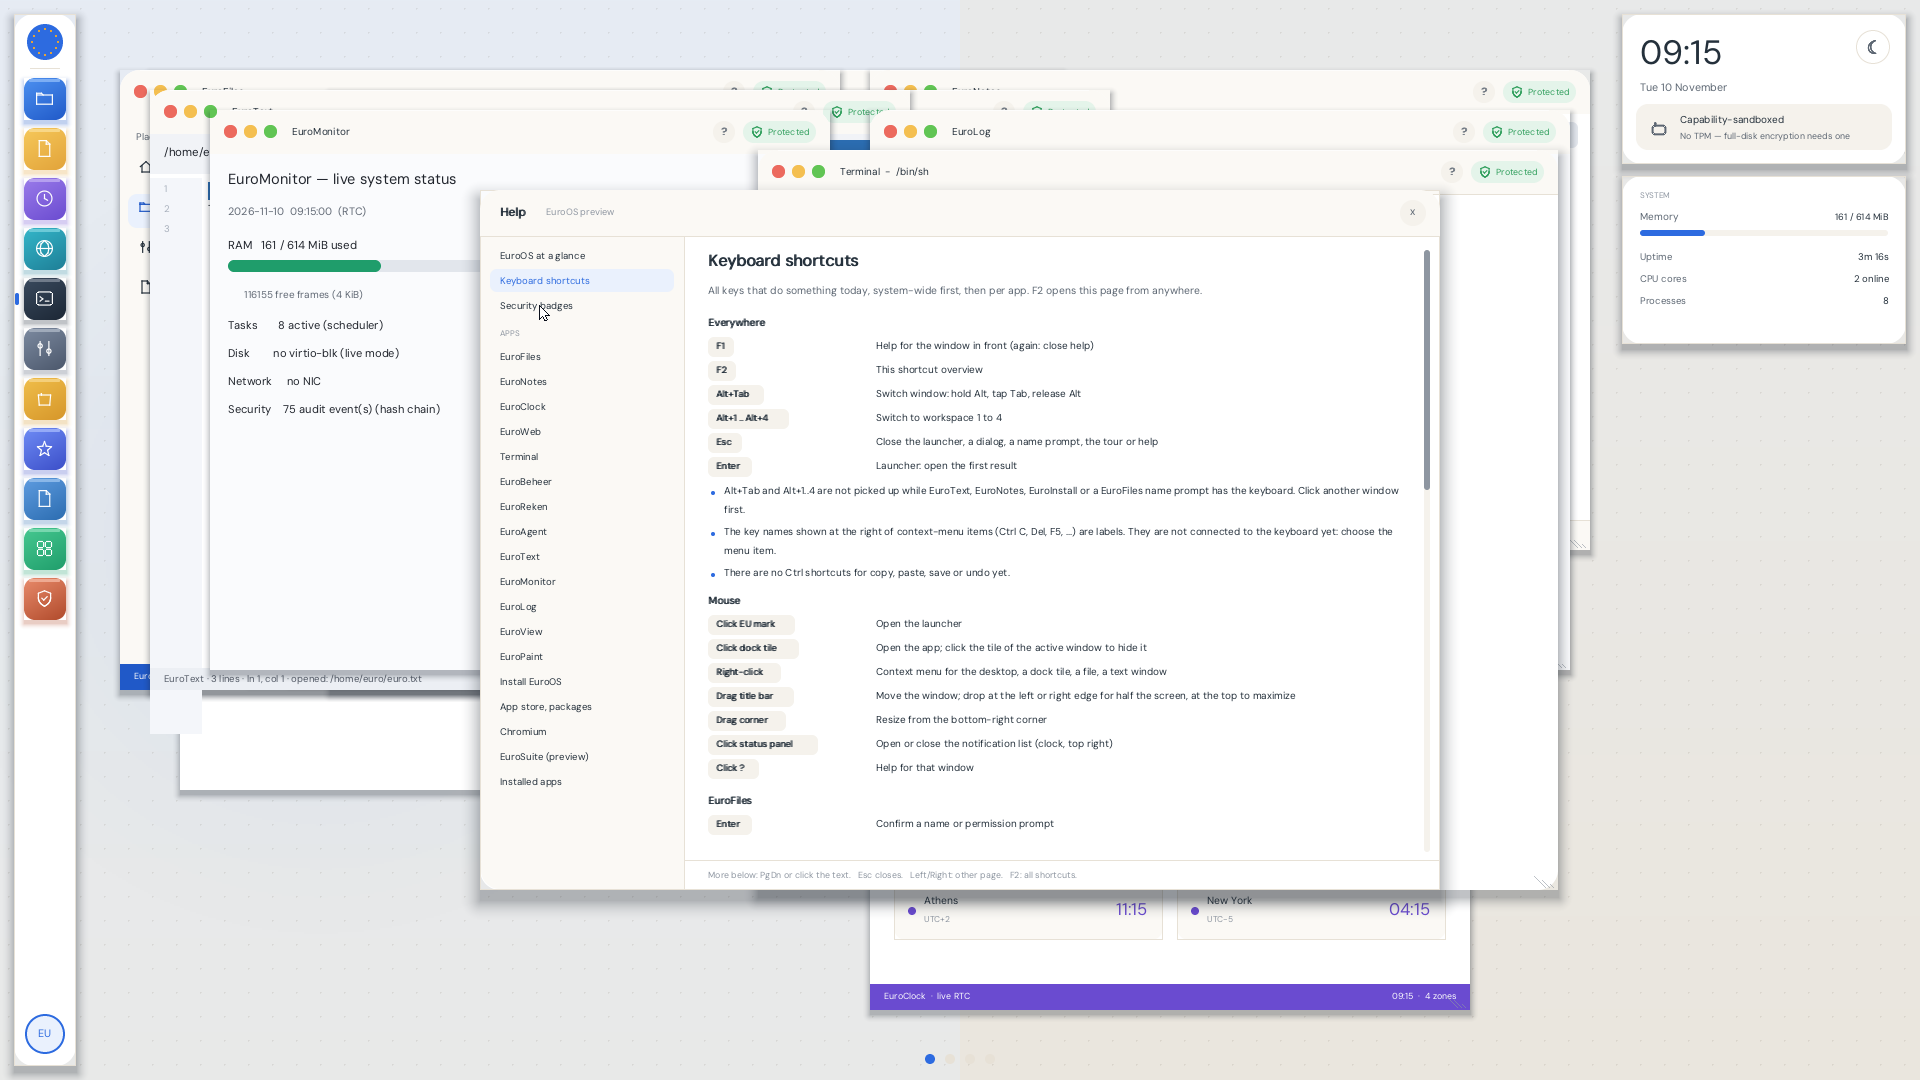 EuroFiles
?
Protected
EuroText
?
Protected
Pla
/home/e
1
2
3
EuroMonitor
?
Protected
EuroMonitor — live system status
2026-11-10 09:15:00 (RTC)
RAM 161 / 614 MiB used
116155 free frames (4 KiB)
Tasks 8 active (scheduler)
Disk no virtio-blk (live mode)
Network no NIC
Security 75 audit event(s) (hash chain)
Euro
EuroText · 3 lines · ln 1, col 1 · opened: /home/euro/euro.txt
EuroNotes
?
Protected
EuroLog
?
Protected
Terminal - /bin/sh
?
Protected
Help
EuroOS preview
x
EuroOS at a glance
Keyboard shortcuts
Security badges
APPS
EuroFiles
EuroNotes
EuroClock
EuroWeb
Terminal
EuroBeheer
EuroReken
EuroAgent
EuroText
EuroMonitor
EuroLog
EuroView
EuroPaint
Install EuroOS
App store, packages
Chromium
EuroSuite (preview)
Installed apps
Keyboard shortcuts
All keys that do something today, system-wide first, then per app. F2 opens this page from anywhere.
Everywhere
F1 Help for the window in front (again: close help)
F2 This shortcut overview
Alt+Tab Switch window: hold Alt, tap Tab, release Alt
Alt+1 .. Alt+4 Switch to workspace 1 to 4
Esc Close the launcher, a dialog, a name prompt, the tour or help
Enter Launcher: open the first result
Alt+Tab and Alt+1..4 are not picked up while EuroText, EuroNotes, EuroInstall or a EuroFiles name prompt has the keyboard. Click another window
first.
The key names shown at the right of context-menu items (Ctrl C, Del, F5, ...) are labels. They are not connected to the keyboard yet: choose the
menu item.
There are no Ctrl shortcuts for copy, paste, save or undo yet.
Mouse
Click EU mark Open the launcher
Click dock tile Open the app; click the tile of the active window to hide it
Right-click Context menu for the desktop, a dock tile, a file, a text window
Drag title bar Move the window; drop at the left or right edge for half the screen, at the top to maximize
Drag corner Resize from the bottom-right corner
Click status panel Open or close the notification list (clock, top right)
Click ? Help for that window
EuroFiles
Enter Confirm a name or permission prompt
More below: PgDn or click the text. Esc closes. Left/Right: other page. F2: all shortcuts.
Athens
UTC+2
11:15
New York
UTC-5
04:15
EuroClock · live RTC
09:15 · 4 zones
09:15
Tue 10 November
Capability-sandboxed
No TPM — full-disk encryption needs one
SYSTEM
Memory 161 / 614 MiB
Uptime 3m 16s
CPU cores 2 online
Processes 8
EU